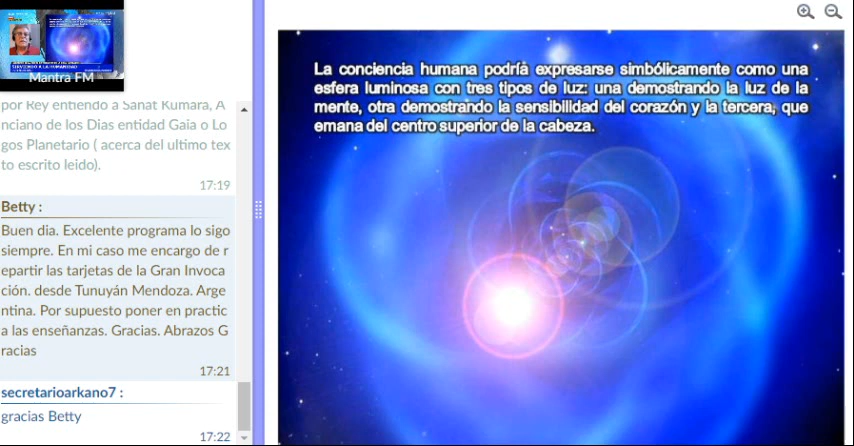 Mantra FM
por Rey entiendo a Sanat Kumara, A
nciano de los Dias entidad Gaia o Lo
gos Planetario ( acerca del ultimo tex
to escrito leido).
17:19
Betty :
Buen dia. Excelente programa lo sigo
siempre. En mi caso me encargo de r
epartir las tarjetas de la Gran Invoca
ción. desde Tunuyán Mendoza. Arge
ntina. Por supuesto poner en practic
a las enseñanzas. Gracias. Abrazos G
racias
17:21
secretarioarkano7 :
gracias Betty
17:22
La conciencia humana podría expresarse simbólicamente como una
esfera luminosa con tres tipos de luz: una demostrando la luz de la
mente, otra demostrando la sensibilidad del corazón y la tercera, que
emana del centro superior de la cabeza.